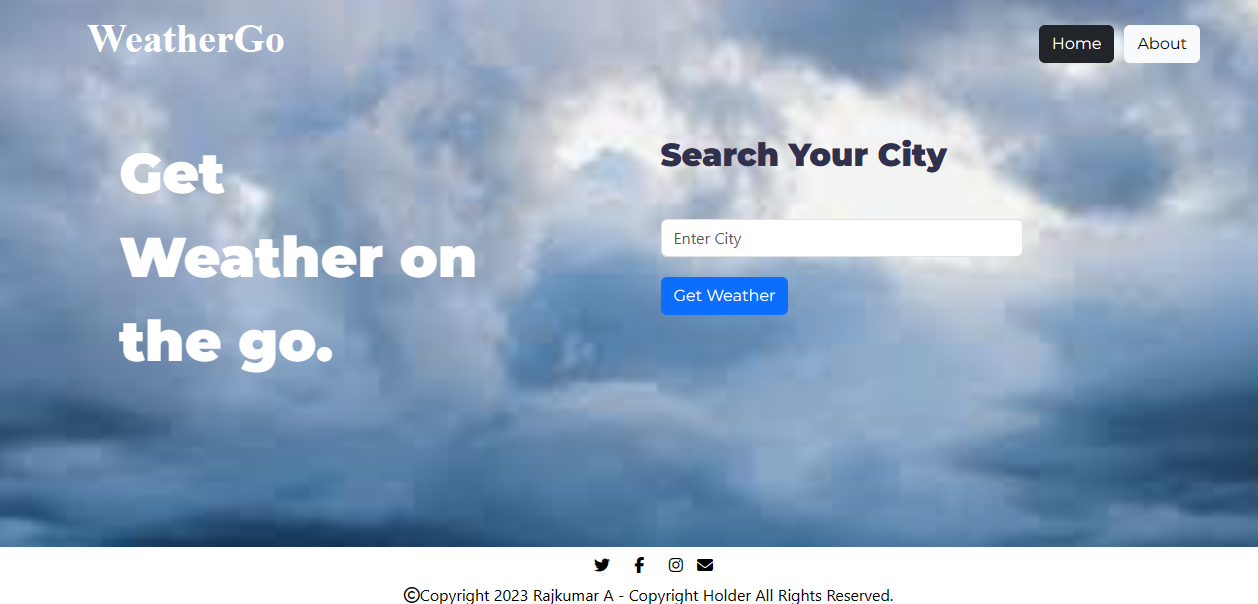 WeatherGo
Home
About
Get
Weather on
the go.
Search Your City
Enter City
Get Weather
©Copyright 2023 Rajkumar A - Copyright Holder All Rights Reserved.